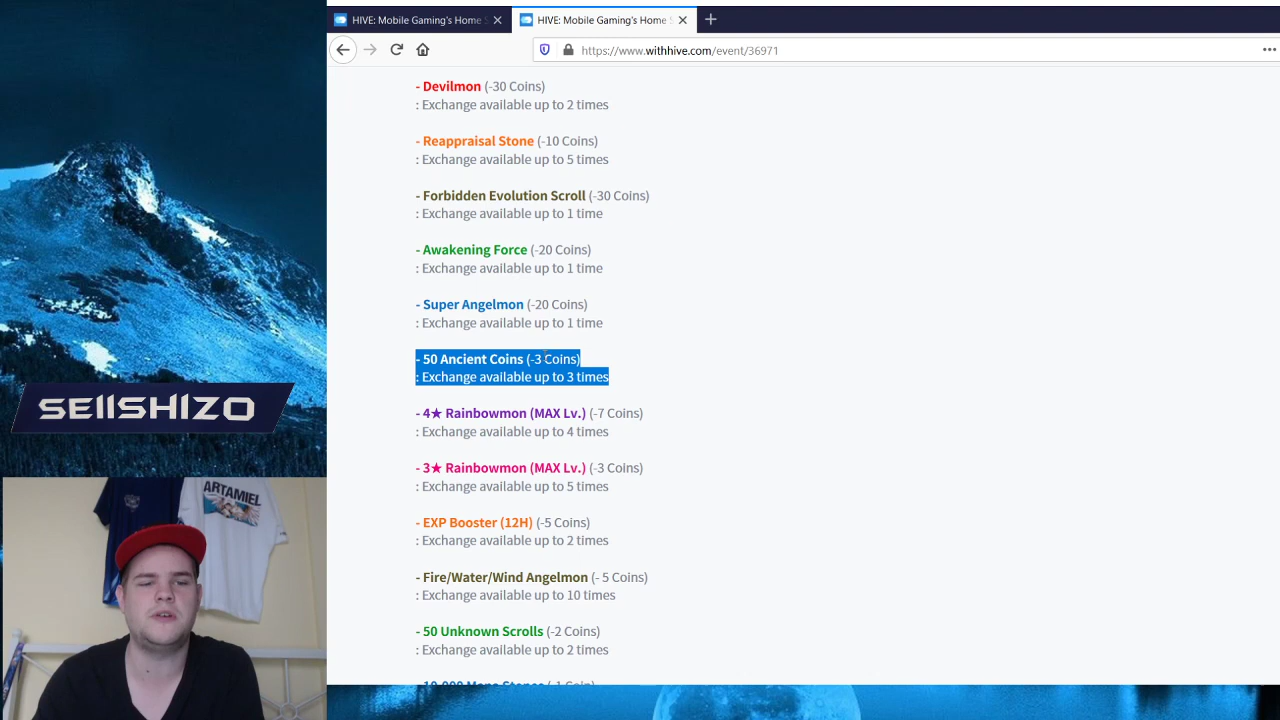 HIVE: Mobile Gaming's Home S
HIVE: Mobile Gaming's Home S
https://www.withhive.com/event/36971
- Devilmon (-30 Coins)
: Exchange available up to 2 times
- Reappraisal Stone (-10 Coins)
: Exchange available up to 5 times
- Forbidden Evolution Scroll (-30 Coins)
: Exchange available up to 1 time
- Awakening Force (-20 Coins)
: Exchange available up to 1 time
- Super Angelmon (-20 Coins)
: Exchange available up to 1 time
- 50 Ancient Coins (-3 Coins)
: Exchange available up to 3 times
- 4★ Rainbowmon (MAX Lv.) (-7 Coins)
: Exchange available up to 4 times
- 3★ Rainbowmon (MAX Lv.) (-3 Coins)
: Exchange available up to 5 times
- EXP Booster (12H) (-5 Coins)
: Exchange available up to 2 times
- Fire/Water/Wind Angelmon (- 5 Coins)
: Exchange available up to 10 times
- 50 Unknown Scrolls (-2 Coins)
: Exchange available up to 2 times
- 10,000 Mana Stones (-1 Coin)
SEIISHIZO
ARTAMIEL